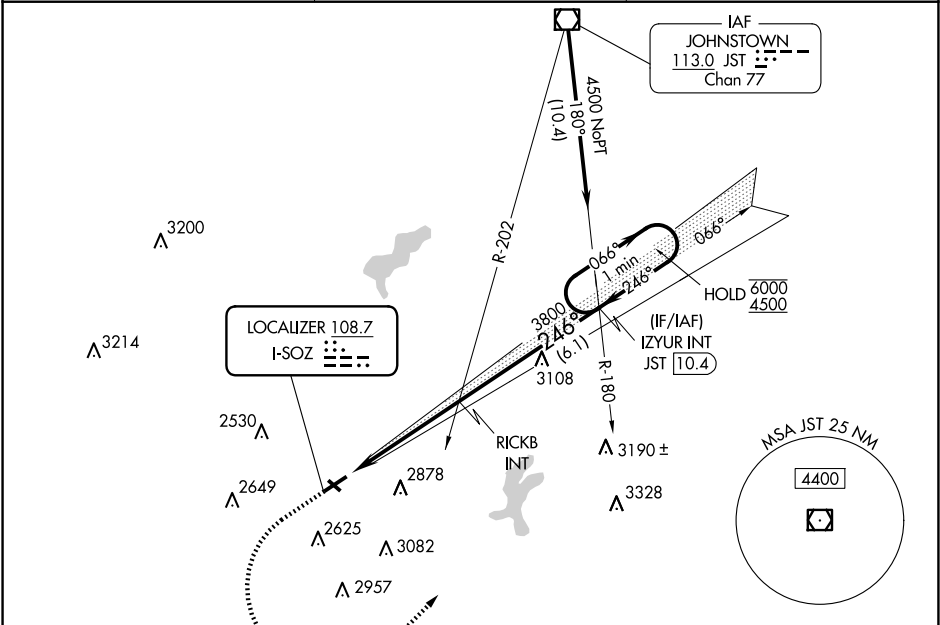 IAF
JOHNSTOWN
113.0 JST
Chan 77
4500 NoPT
180°
(10.4)
R-202
3200
066°
1 min
246°
066°
HOLD 6000
4500
3800
246°
(6.1)
(IF/IAF)
IZYUR INT
JST 10.4
LOCALIZER 108.7
I-SOZ
3214
3108
R-180
2530
RICKB
INT
MSA JST 25 NM
4400
3190 ±
2878
2649
3328
2625
3082
2957